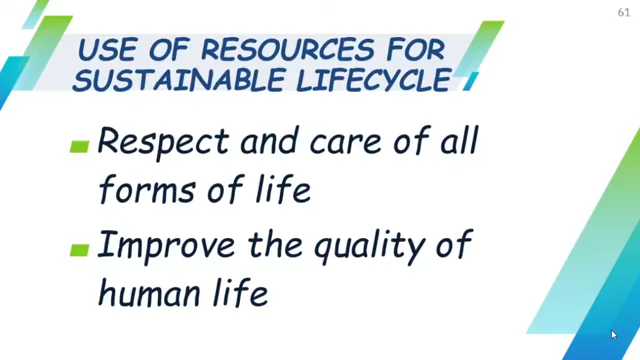 61
USE OF RESOURCES FOR
SUSTAINABLE LIFECYCLE
Respect and care of all
forms of life
Improve the quality of
human life